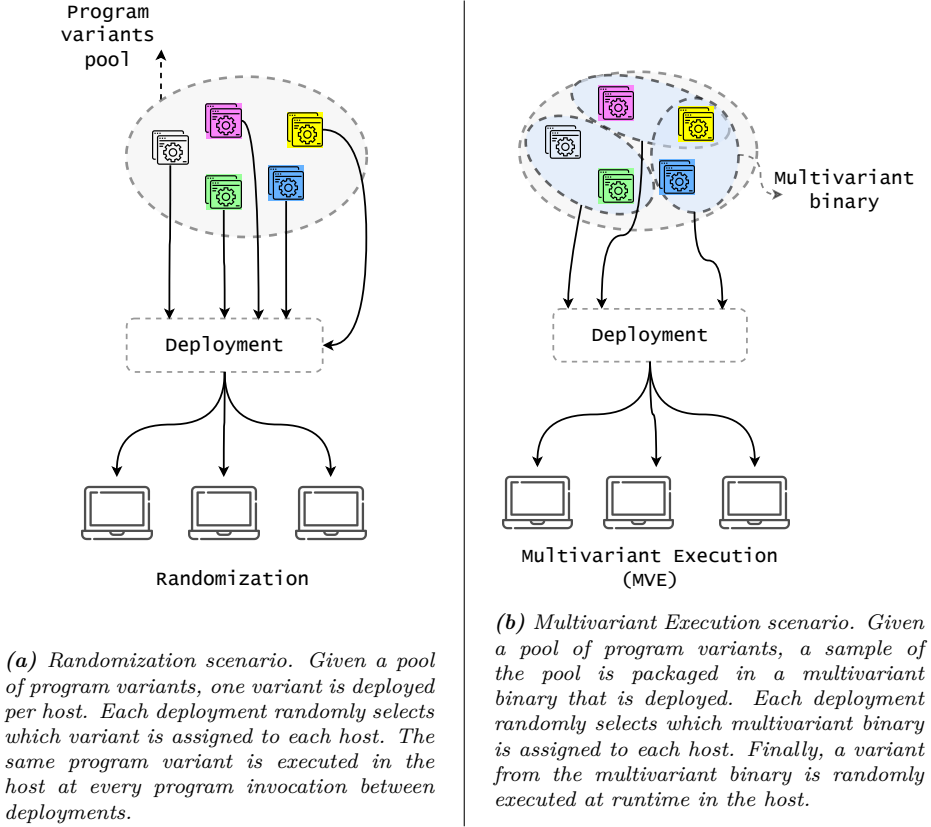 Program
variants
pool
Deployment
Randomization
(a) Randomization scenario. Given a pool
of program variants, one variant is deployed
per host. Each deployment randomly selects
which variant is assigned to each host. The
same program variant is executed in the
host at every program invocation between
deployments.
Multivariant
binary
Deployment
Multivariant Execution
(MVE)
(b) Multivariant Execution scenario. Given
a pool of program variants, a sample of
the pool is packaged in a multivariant
binary that is deployed. Each deployment
randomly selects which multivariant binary
is assigned to each host. Finally, a variant
from the multivariant binary is randomly
executed at runtime in the host.